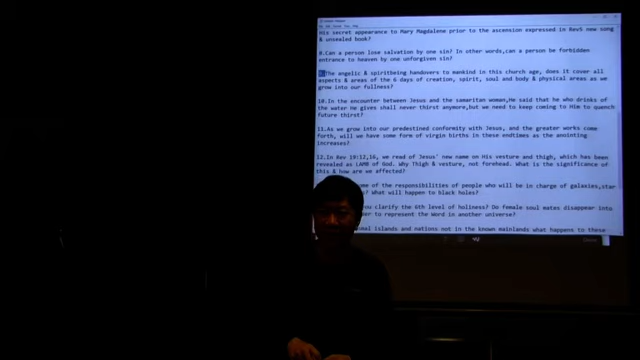 His secret appearance to Mary Magdalene prior to the ascension expressed in Rev5 new song
& unsealed book?
8.Can a person lose salvation by one sin? In other words,can a person be forbidden
entrance to heaven by one unforgiven sin?
9.The angelic & spiritbeing handovers to mankind in this church age, does it cover all
aspects & areas of the 6 days of creation, spirit, soul and body & physical areas as we
grow into our fullness?
10.In the encounter between Jesus and the samaritan woman,He said that he who drinks of
the water He gives shall never thirst anymore,but we need to keep coming to Him to quench
future thirst?
11.As we grow into our predestined conformity with Jesus, and the greater works come
forth, will we have some form of virgin births in these endtimes as the anointing
increases?
12.In Rev 19:12,16, we read of Jesus'new name on His vesture and thigh, which has been
revealed as LAMB of GOD. Why Thigh & vesture, not forehead. What is the significance of
this & how are we affected?
ome of the responsibilities of people who will be in charge of galaxies,star
? What will happen to black holes?
you clarify the 6th level of holiness? Do female soul mates disappear into
der to represent the Word in another universe?
islands and nations not in the known mainlands what happens to these